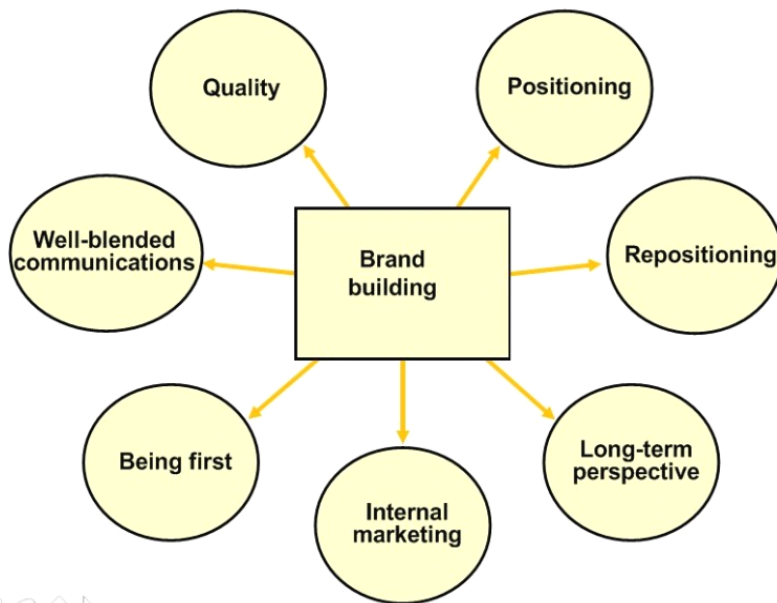 Quality
Positioning
Well-blended
communications
Brand
building
Repositioning
Being first
Internal
marketing
Long-term
perspective